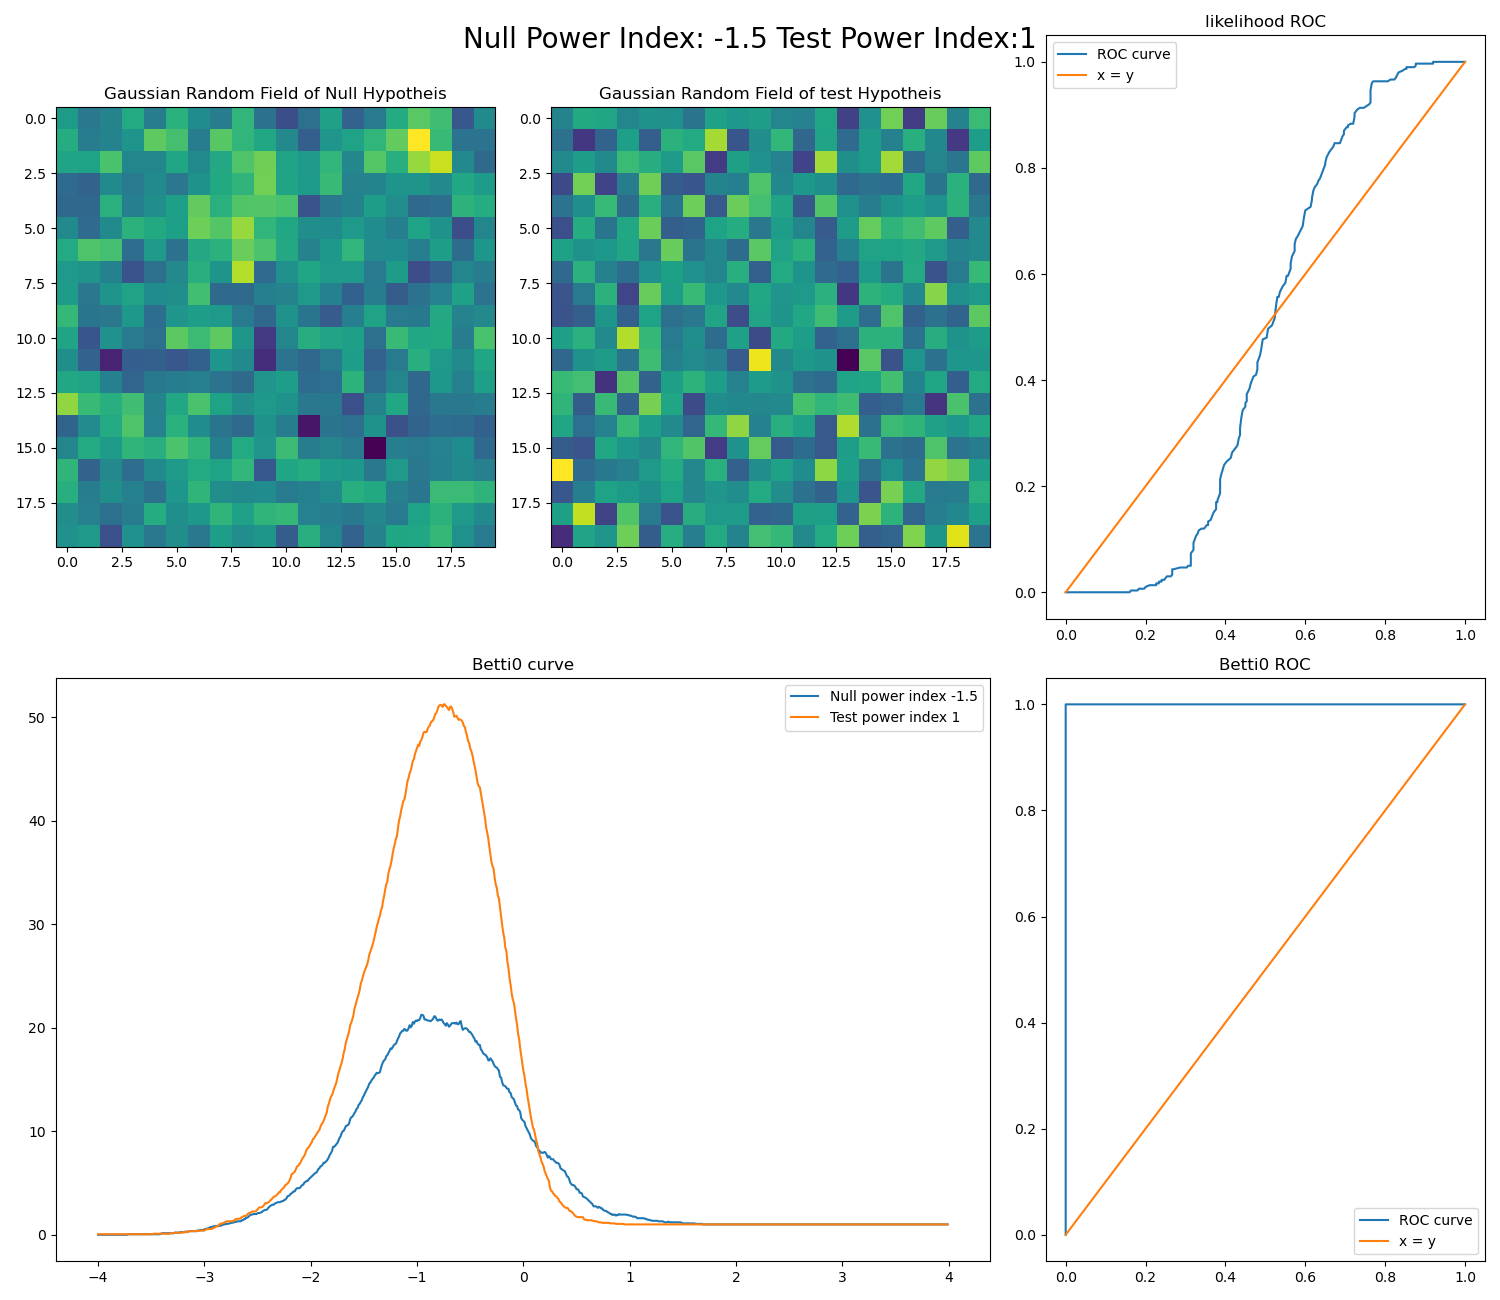 Null Power Index: -1.5 Test Power Index:1
Gaussian Random Field of Null Hypotheis
0.0
2.5
5.0
7.5
10.0
12.5
15.0
17.5
0.0 2.5 5.0 7.5 10.0 12.5 15.0 17.5
Gaussian Random Field of test Hypotheis
0.0
2.5
5.0
7.5
10.0
12.5
15.0
17.5
0.0 2.5 5.0 7.5 10.0 12.5 15.0 17.5
likelihood ROC
ROC curve
x = y
1.0
0.8
0.6
0.4
0.2
0.0
0.0 0.2 0.4 0.6 0.8 1.0
Betti0 curve
Null power index -1.5
Test power index 1
50
40
30
20
10
0
−4 −3 −2 −1 0 1 2 3 4
Betti0 ROC
1.0
0.8
0.6
0.4
0.2
0.0
ROC curve
x = y
0.0 0.2 0.4 0.6 0.8 1.0